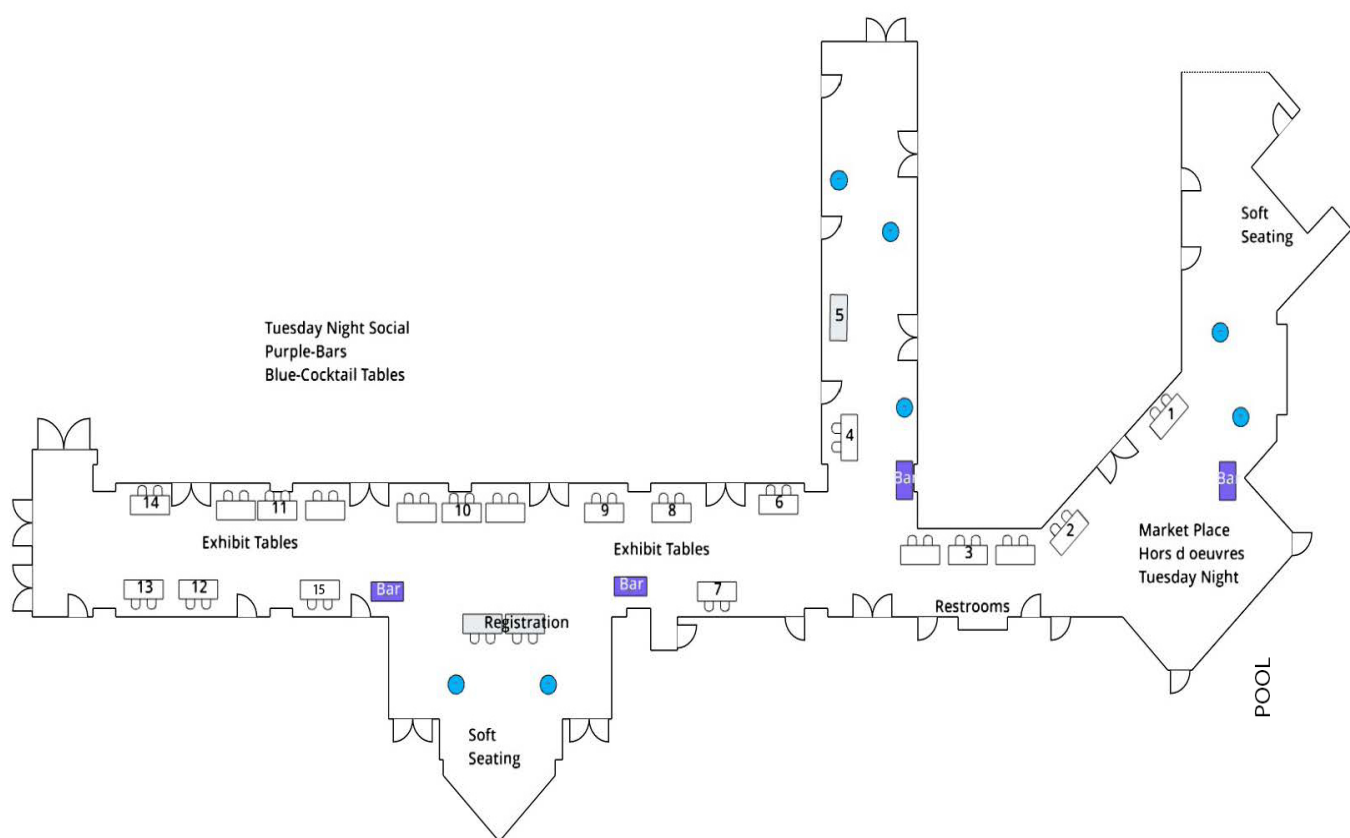 Soft
Seating
5
Tuesday Night Social
Purple-Bars
Blue-Cocktail Tables
1
4
Bar
Bar
14
11
10
9
8
6
2
Market Place
Hors d oeuvres
Tuesday Night
Exhibit Tables
Exhibit Tables
3
13
12
15
Bar
Bar
7
Restrooms
Registration
POOL
Soft
Seating